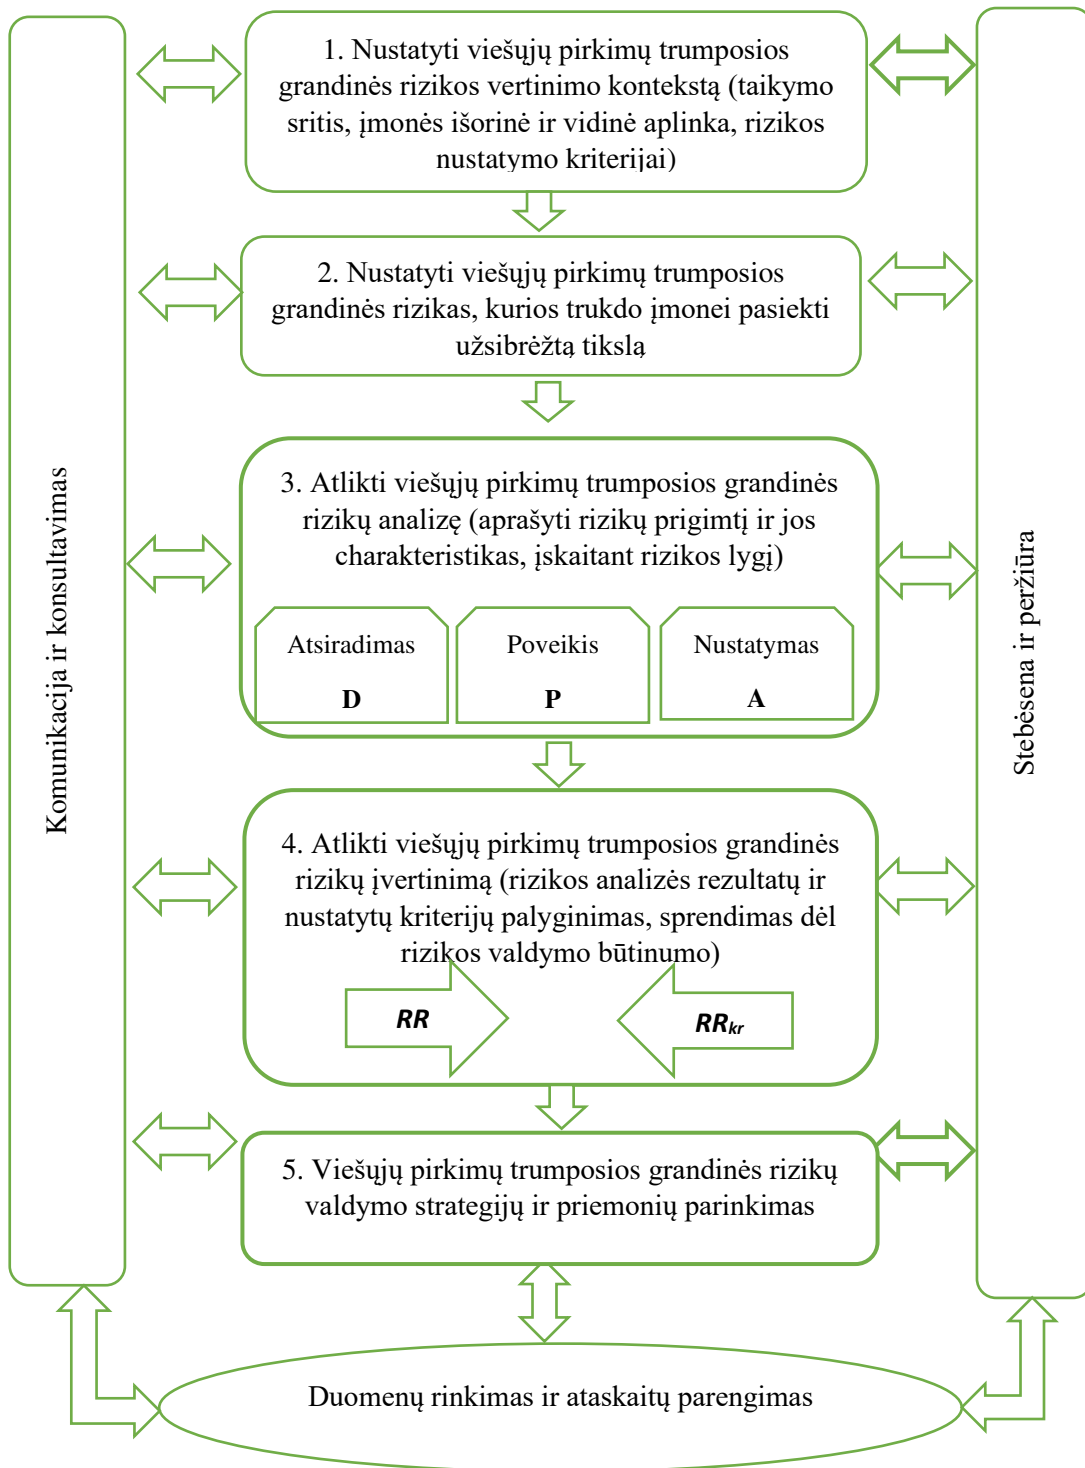 1. Nustatyti viešųjų pirkimų trumposios
grandinės rizikos vertinimo kontekstą (taikymo
sritis, įmonės išorinė ir vidinė aplinka, rizikos
nustatymo kriterijai)
2. Nustatyti viešųjų pirkimų trumposios
grandinės rizikas, kurios trukdo įmonei pasiekti
užsibrėžtą tikslą
3. Atlikti viešųjų pirkimų trumposios grandinės
rizikų analizę (aprašyti rizikų prigimtį ir jos
charakteristikas, įskaitant rizikos lygį)
Atsiradimas
D
Poveikis
P
Nustatymas
A
4. Atlikti viešųjų pirkimų trumposios grandinės
rizikų įvertinimą (rizikos analizės rezultatų ir
nustatytų kriterijų palyginimas, sprendimas dėl
rizikos valdymo būtinumo)
RR
RRkr
5. Viešųjų pirkimų trumposios grandinės rizikų
valdymo strategijų ir priemonių parinkimas
Duomenų rinkimas ir ataskaitų parengimas
Komunikacija ir konsultavimas
Stebėsena ir peržiūra